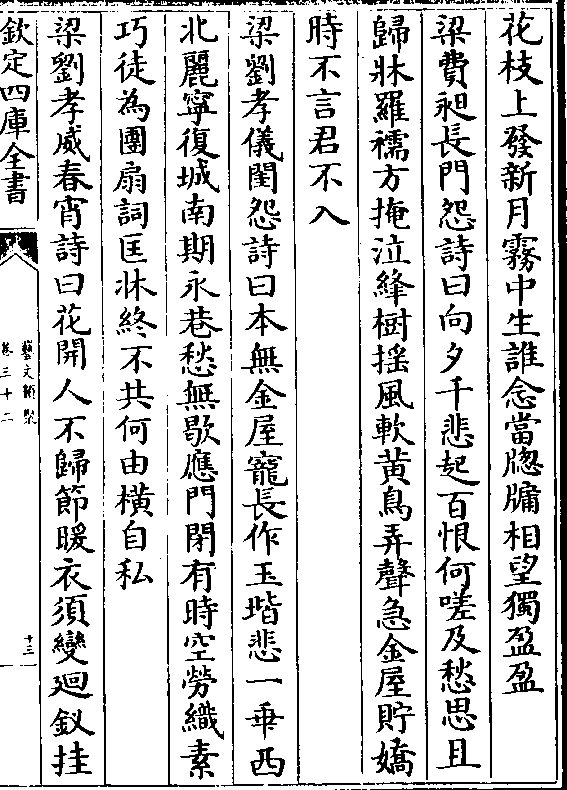 花枝上發新月霧中生誰念當牎牗相望獨盈盈
梁費昶長門怨詩曰向夕千悲起百恨何嗟及愁思且
歸牀羅襦方掩泣絳樹揺風軟黄鳥弄聲急金屋貯嬌
時不言君不入
梁劉孝儀閨怨詩曰本無金屋寵長作玉堦悲一乖西
北麗寧復城南期永巷愁無歇應門閉有時空勞織素
巧徒為團扇詞匡牀終不共何由横自私
梁劉孝威春宵詩曰花開人不歸節暖衣須變廻釵挂
欽定四庫全書
藝文類聚
卷三十二
十三